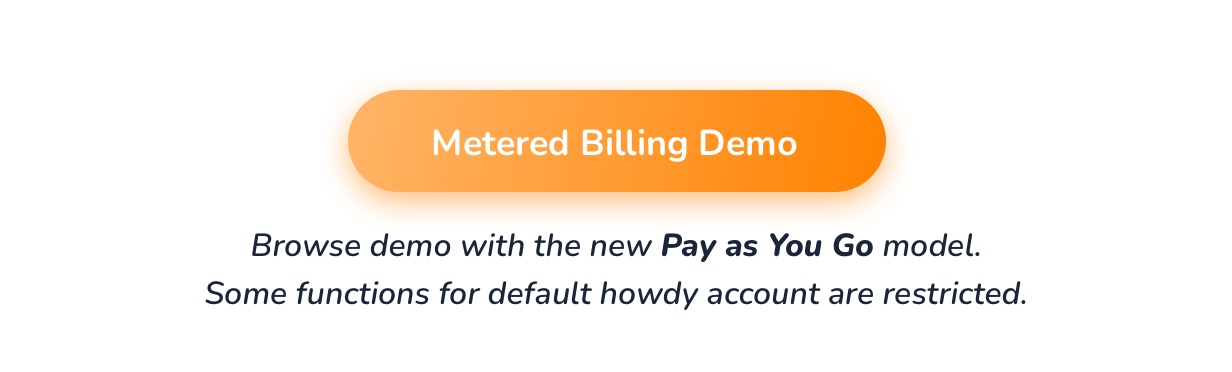 Metered Billing Demo
Browse demo with the new Pay as You Go model.
Some functions for default howdy account are restricted.